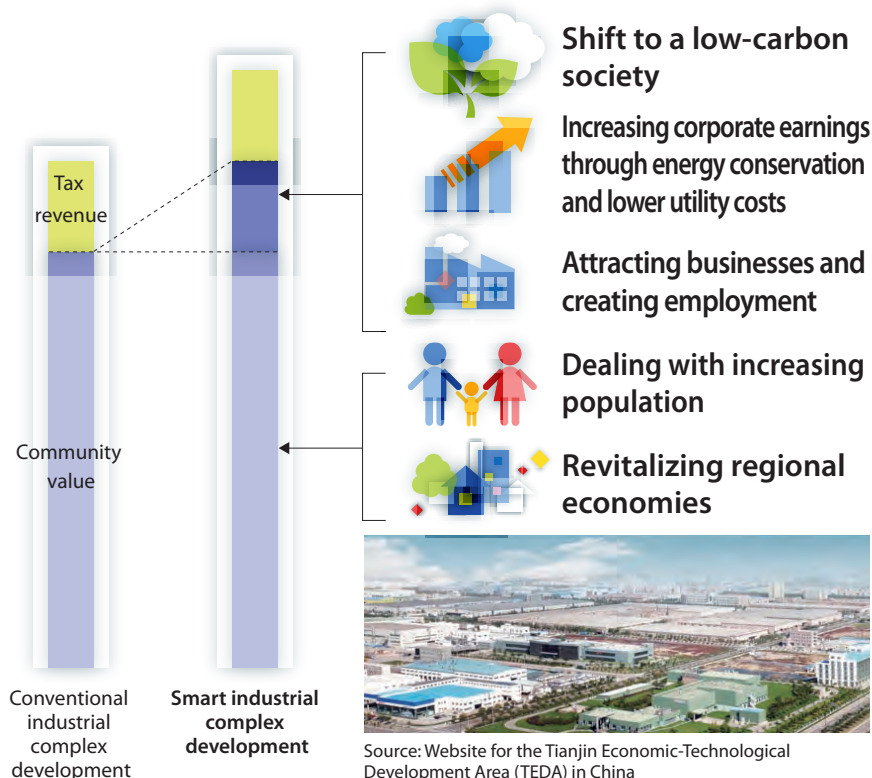 Tax
revenue
Community
value
Conventional
industrial
complex
development
Smart industrial
complex
development
Shift to a low-carbon
society
Increasing corporate earnings
through energy conservation
and lower utility costs
Attracting businesses and
creating employment
Dealing with increasing
population
Revitalizing regional
economies
Source: Website for the Tianjin Economic-Technological
Development Area (TEDA) in China